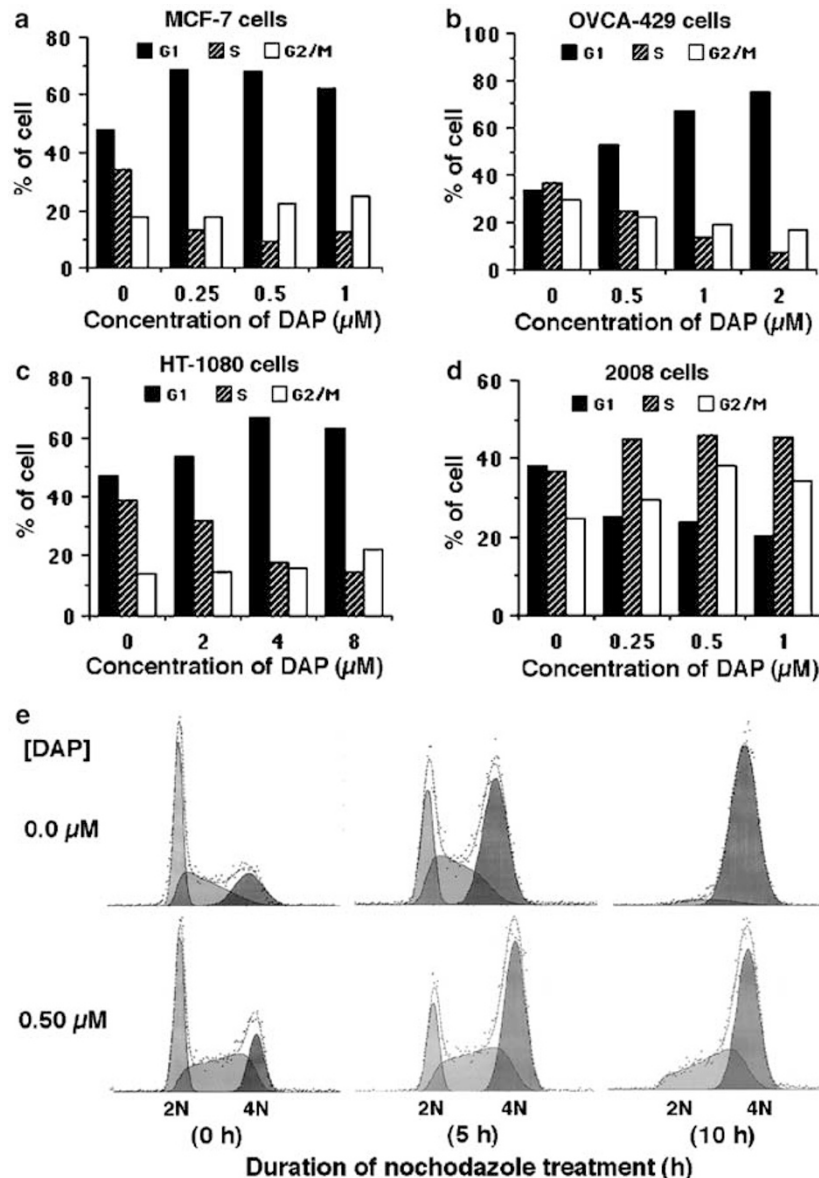 a
MCF-7 cells
G1 S G2/M
% of cell
80
60
40
20
0
0 0.25 0.5 1
Concentration of DAP (µM)
b
OVCA-429 cells
G1 S G2/M
% of cell
100
80
60
40
20
0
0 0.5 1 2
Concentration of DAP (µM)
c
HT-1080 cells
G1 S G2/M
% of cell
80
60
40
20
0
0 2 4 8
Concentration of DAP (µM)
d
2008 cells
G1 S G2/M
% of cell
60
40
20
0
0 0.25 0.5 1
Concentration of DAP (µM)
e
[DAP]
0.0 µM
0.50 µM
2N 4N 2N 4N 2N 4N
(0 h) (5 h) (10 h)
Duration of nochodazole treatment (h)